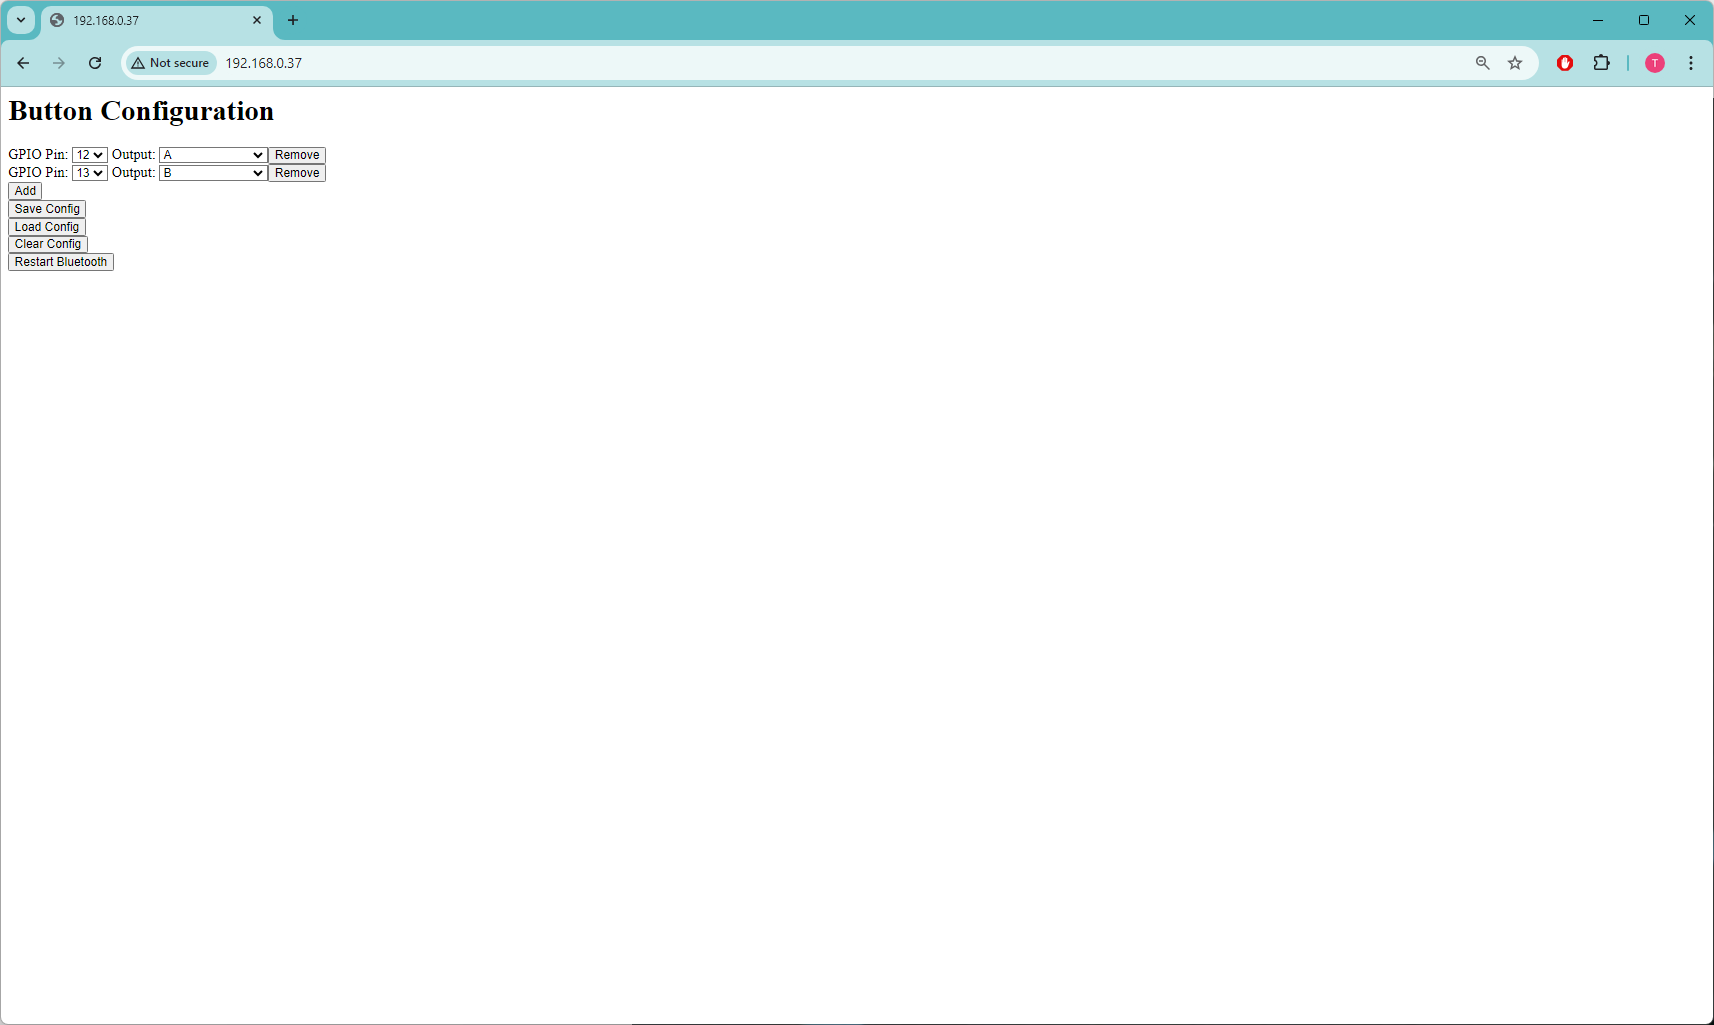 192.168.0.37
Not secure 192.168.0.37 T
Button Configuration
GPIO Pin: 12 Output: A Remove
GPIO Pin: 13 Output: B Remove
Add
Save Config
Load Config
Clear Config
Restart Bluetooth